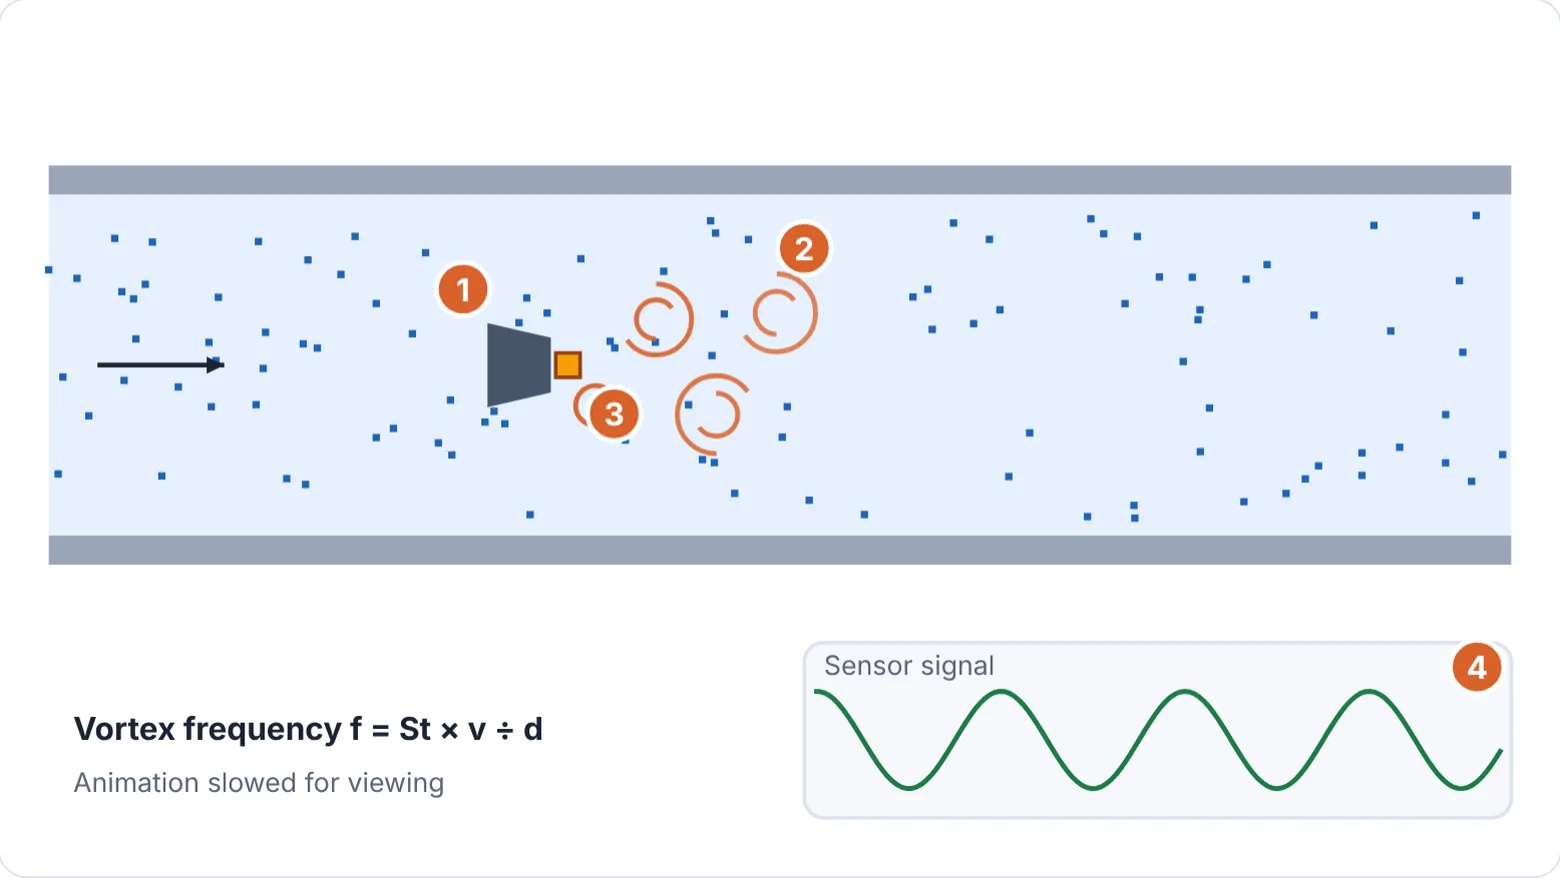 2
1
3
4
Sensor signal
Vortex frequency f = St × v ÷ d
Animation slowed for viewing